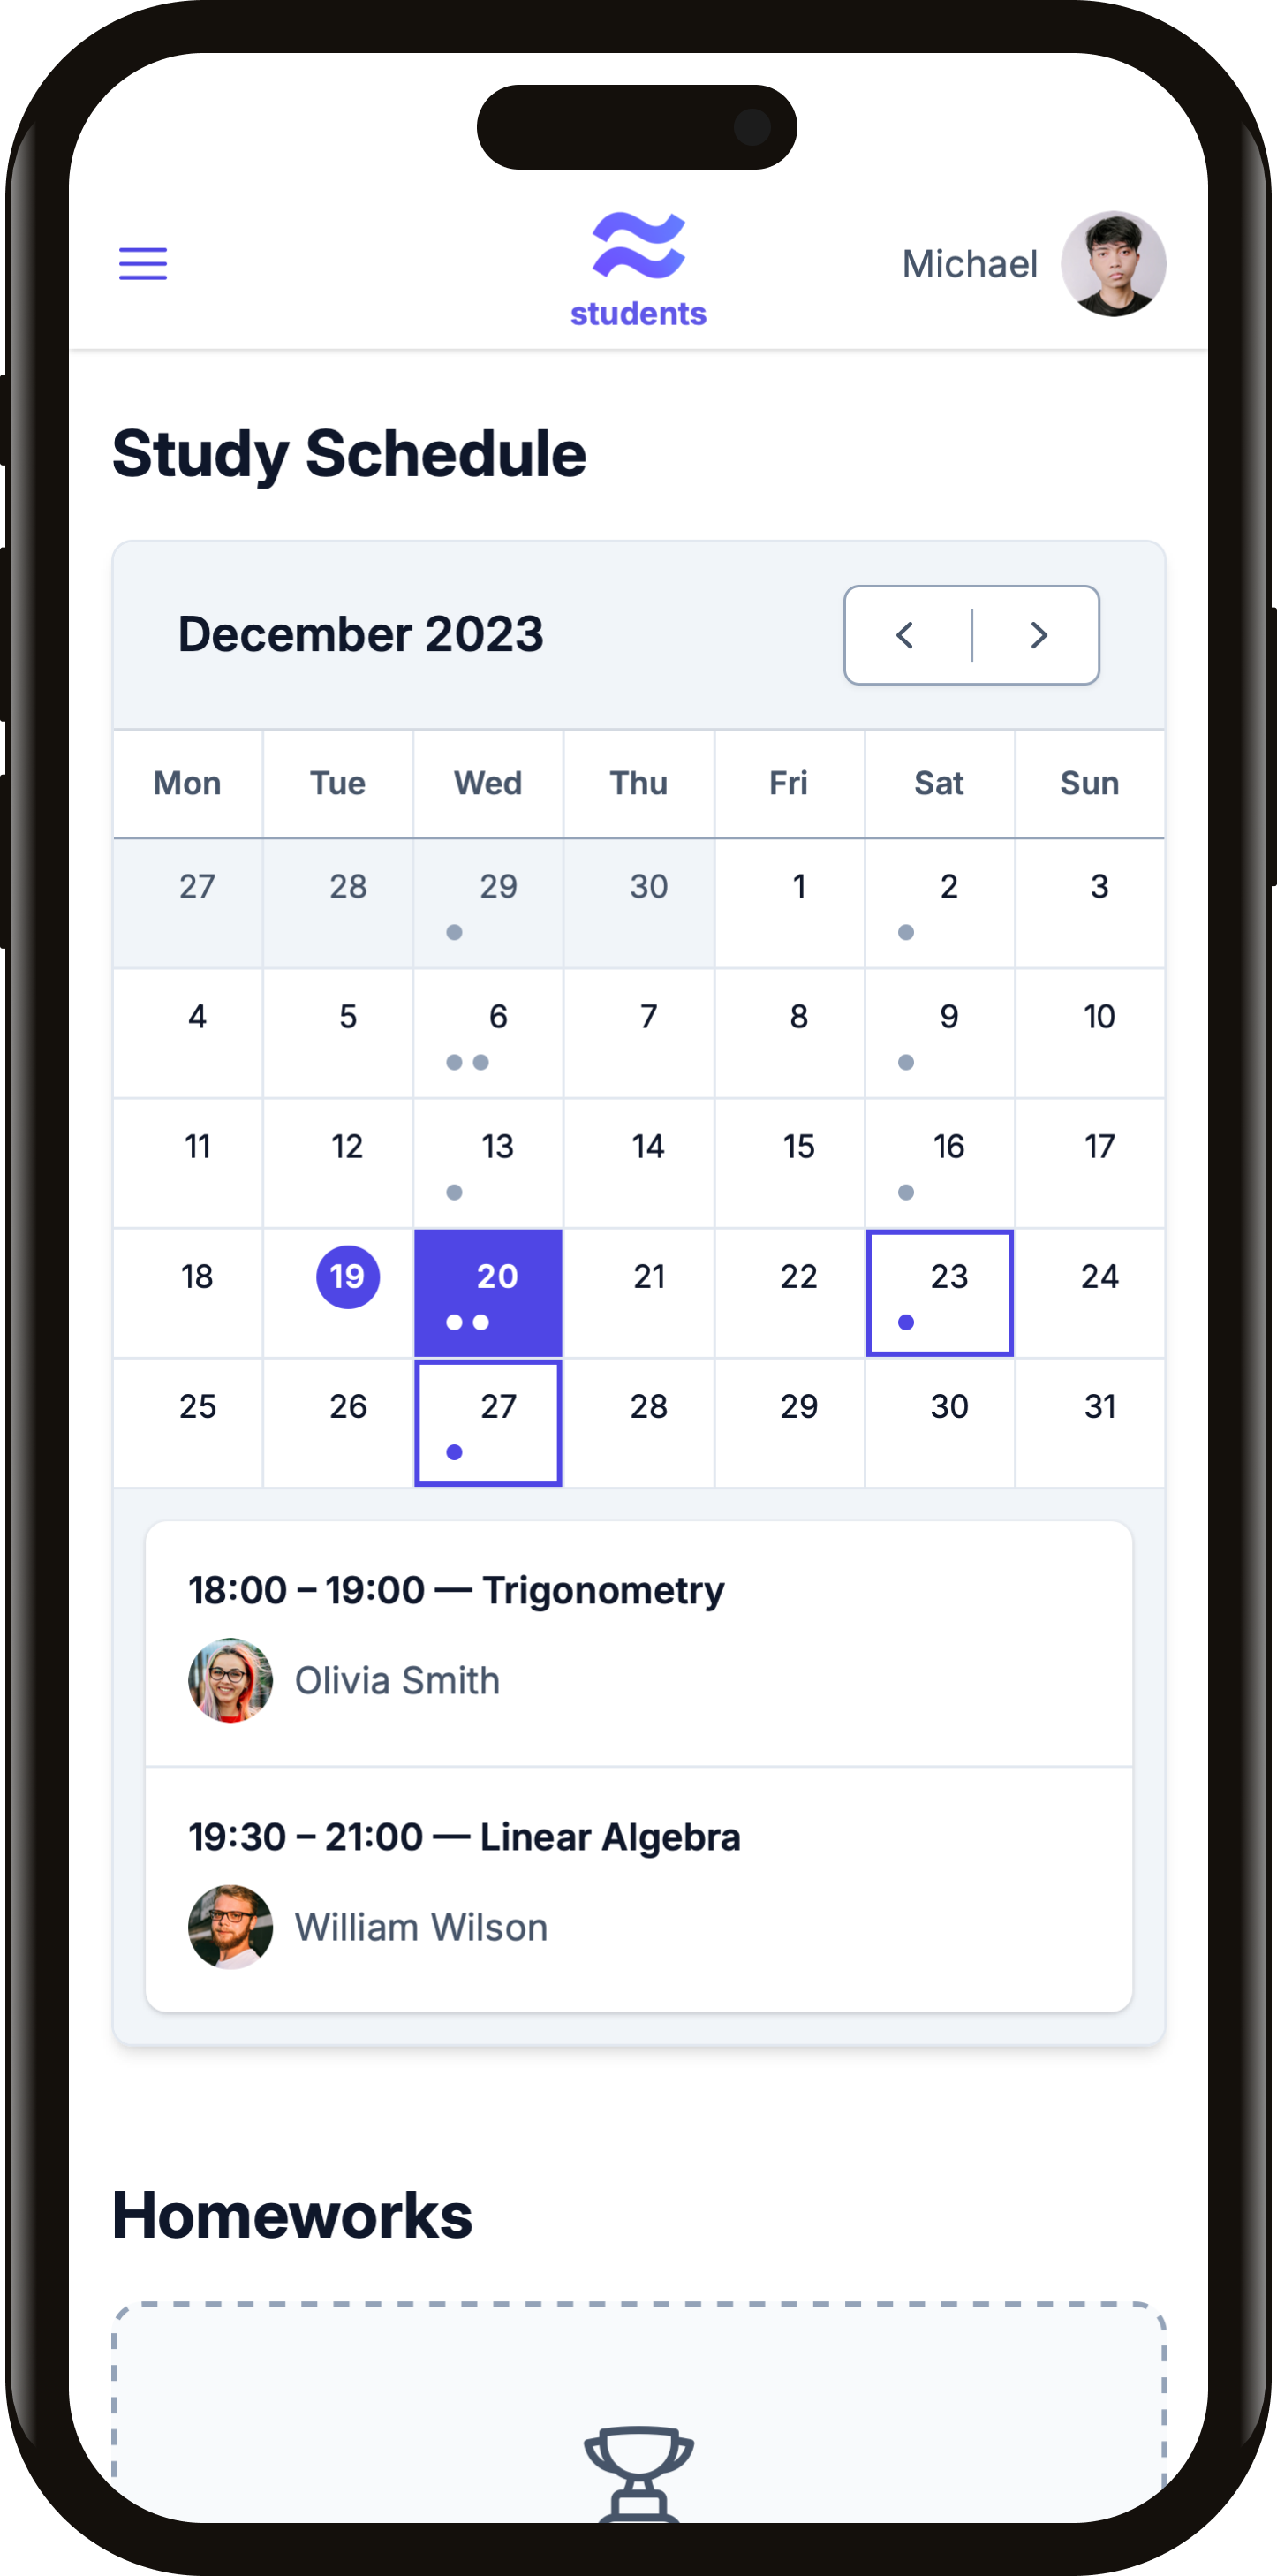 students
Michael
Study Schedule
December 2023
Mon Tue Wed Thu Fri Sat Sun
27 28 29 30 1 2 3
4 5 6 7 8 9 10
11 12 13 14 15 16 17
18 19 20 21 22 23 24
25 26 27 28 29 30 31
18:00 – 19:00 — Trigonometry
Olivia Smith
19:30 – 21:00 — Linear Algebra
William Wilson
Homeworks